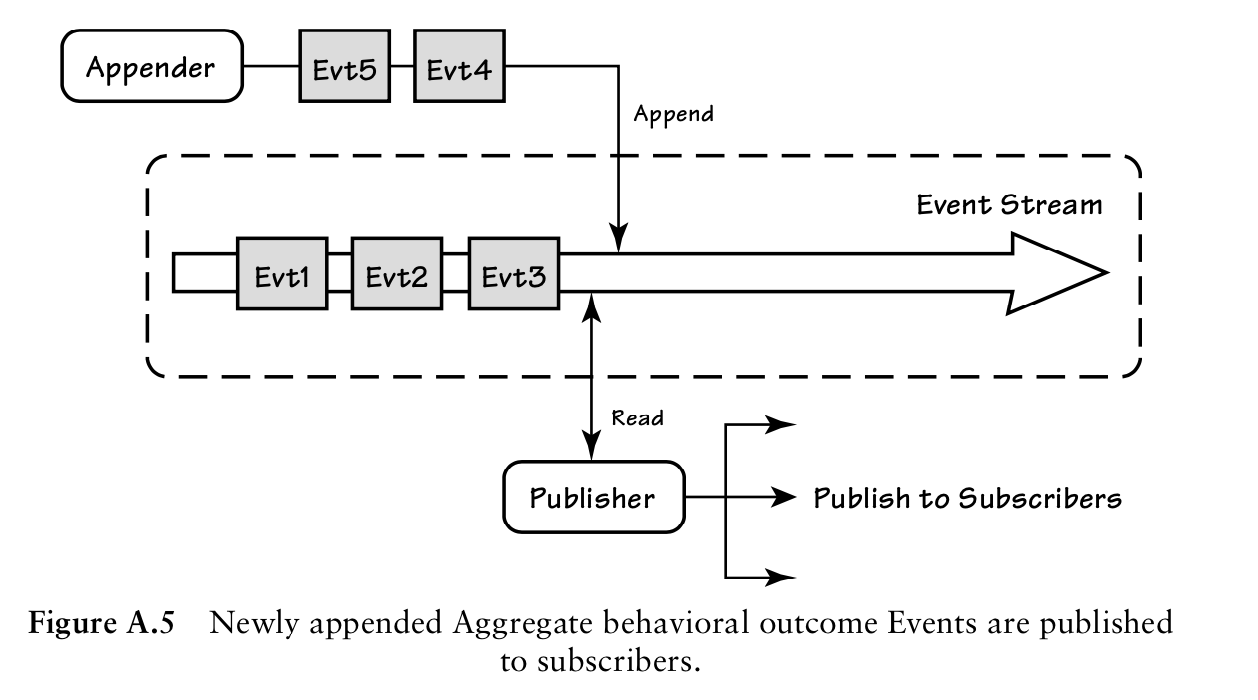 Appender
Evt5
Evt4
Append
Event Stream
Evt1
Evt2
Evt3
Read
Publisher
Publish to Subscribers
Figure A.5 Newly appended Aggregate behavioral outcome Events are published
to subscribers.